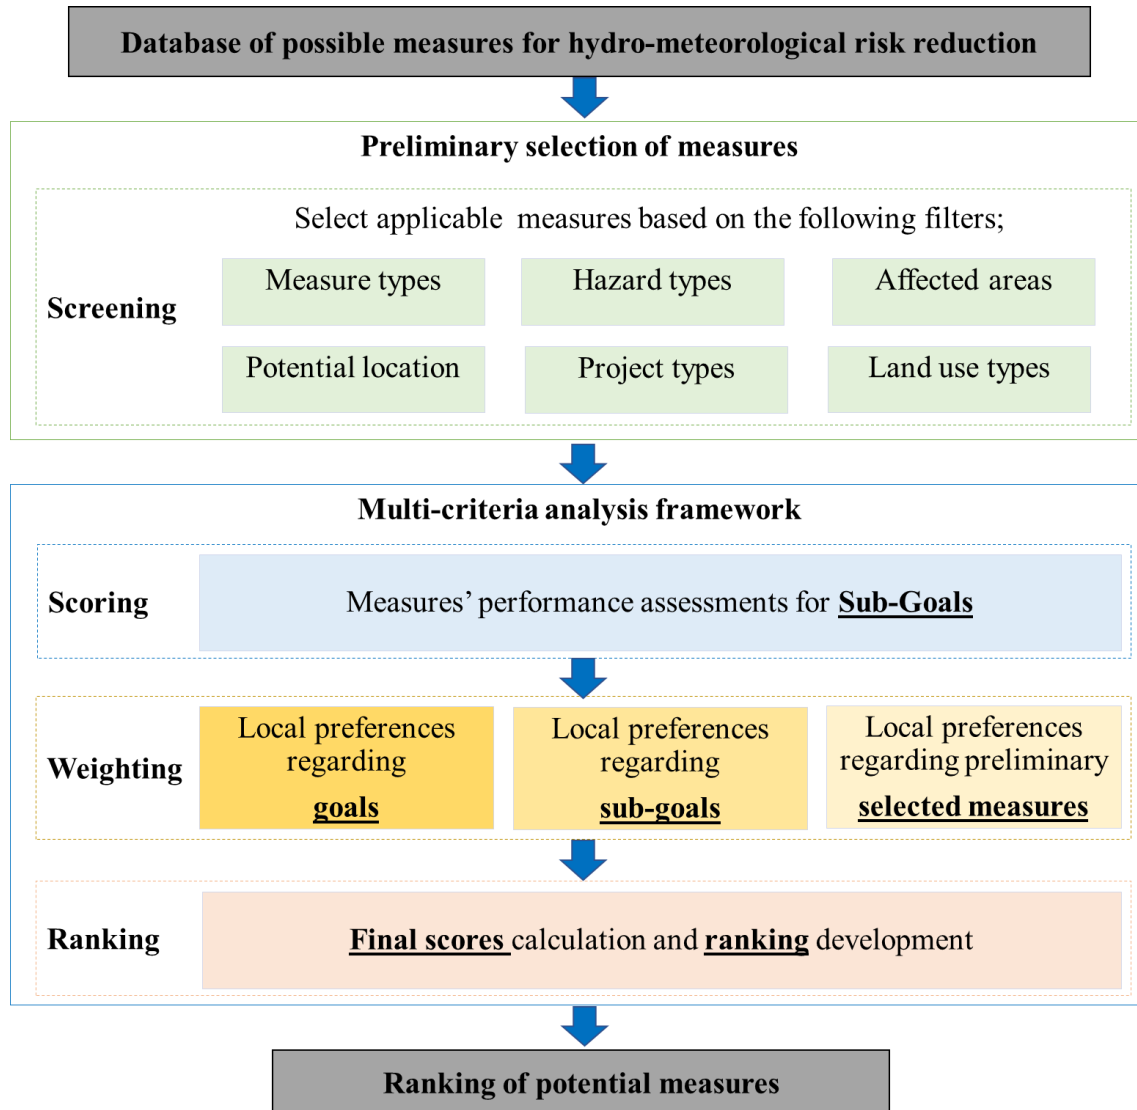 Database of possible measures for hydro-meteorological risk reduction
Preliminary selection of measures
Select applicable measures based on the following filters;
Screening
Measure types
Hazard types
Affected areas
Potential location
Project types
Land use types
Multi-criteria analysis framework
Scoring
Measures' performance assessments for Sub-Goals
Weighting
Local preferences
regarding
goals
Local preferences
regarding
sub-goals
Local preferences
regarding preliminary
selected measures
Ranking
Final scores calculation and ranking development
Ranking of potential measures